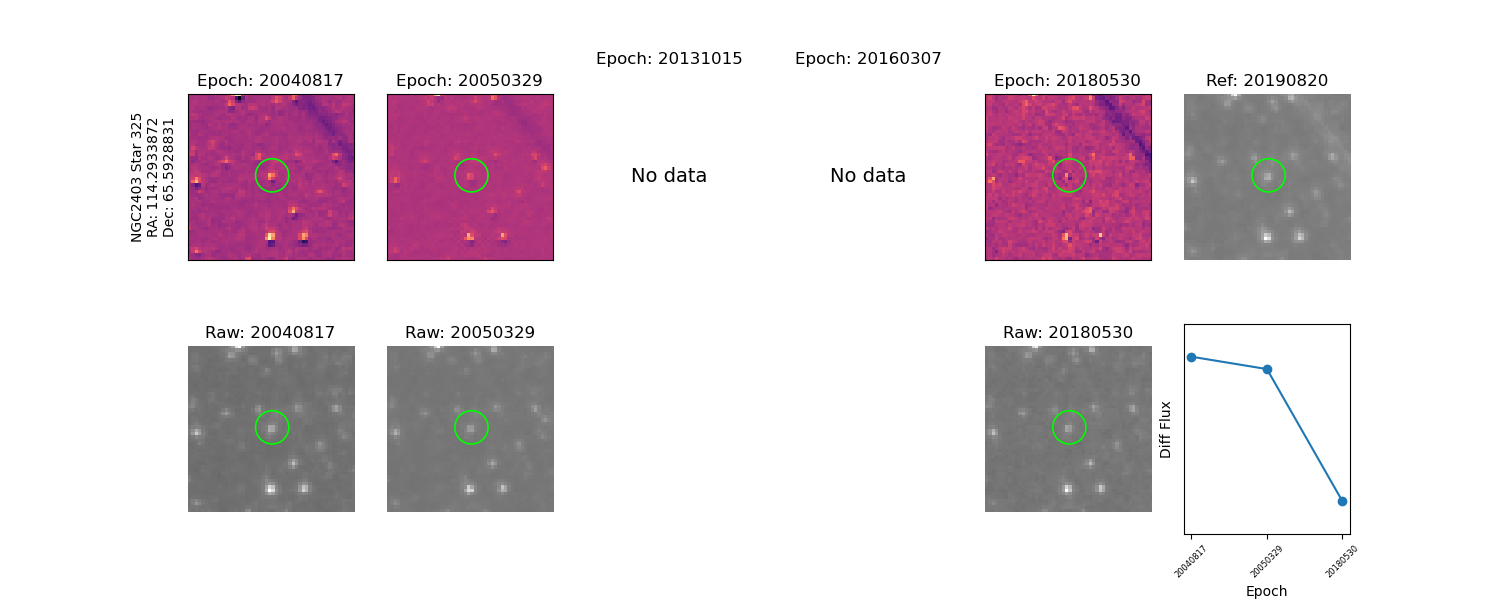 Epoch: 20131015
Epoch: 20160307
Epoch: 20040817
Epoch: 20050329
Epoch: 20180530
Ref: 20190820
NGC2403 Star 325
RA: 114.2933872
Dec: 65.5928831
No data
No data
Raw: 20040817
Raw: 20050329
Raw: 20180530
Diff Flux
20040817
20050329
20180530
Epoch